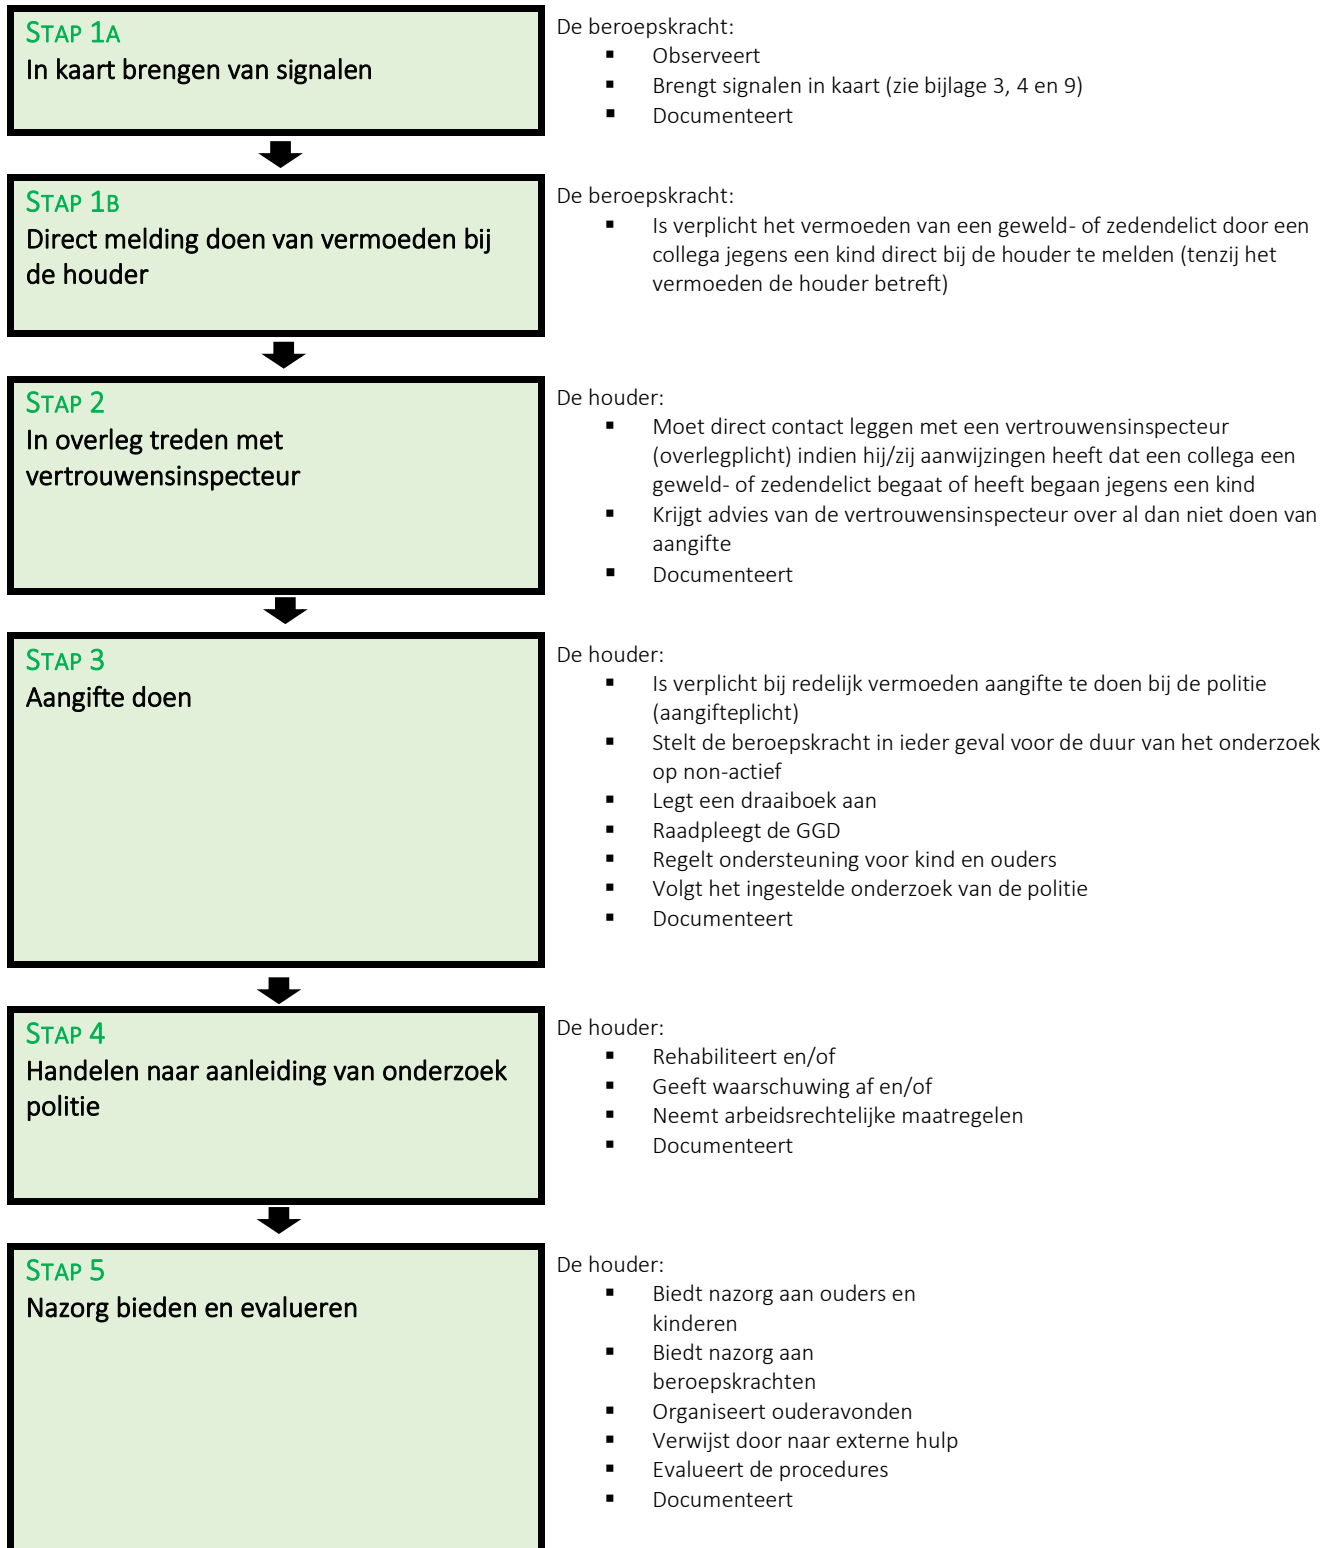 STAP 1A
In kaart brengen van signalen
De beroepskracht:
▪ Observeert
▪ Brengt signalen in kaart (zie bijlage 3, 4 en 9)
▪ Documenteert
STAP 1B
Direct melding doen van vermoeden bij
de houder
De beroepskracht:
▪ Is verplicht het vermoeden van een geweld- of zedendelict door een
collega jegens een kind direct bij de houder te melden (tenzij het
vermoeden de houder betreft)
STAP 2
In overleg treden met
vertrouwensinspecteur
De houder:
▪ Moet direct contact leggen met een vertrouwensinspecteur
(overlegplicht) indien hij/zij aanwijzingen heeft dat een collega een
geweld- of zedendelict begaat of heeft begaan jegens een kind
▪ Krijgt advies van de vertrouwensinspecteur over al dan niet doen van
aangifte
▪ Documenteert
STAP 3
Aangifte doen
De houder:
▪ Is verplicht bij redelijk vermoeden aangifte te doen bij de politie
(aangifteplicht)
▪ Stelt de beroepskracht in ieder geval voor de duur van het onderzoek
op non-actief
▪ Legt een draaiboek aan
▪ Raadpleegt de GGD
▪ Regelt ondersteuning voor kind en ouders
▪ Volgt het ingestelde onderzoek van de politie
▪ Documenteert
STAP 4
Handelen naar aanleiding van onderzoek
politie
De houder:
▪ Rehabiliteert en/of
▪ Geeft waarschuwing af en/of
▪ Neemt arbeidsrechtelijke maatregelen
▪ Documenteert
STAP 5
Nazorg bieden en evalueren
De houder:
▪ Biedt nazorg aan ouders en
kinderen
▪ Biedt nazorg aan
beroepskrachten
▪ Organiseert ouderavonden
▪ Verwijst door naar externe hulp
▪ Evalueert de procedures
▪ Documenteert